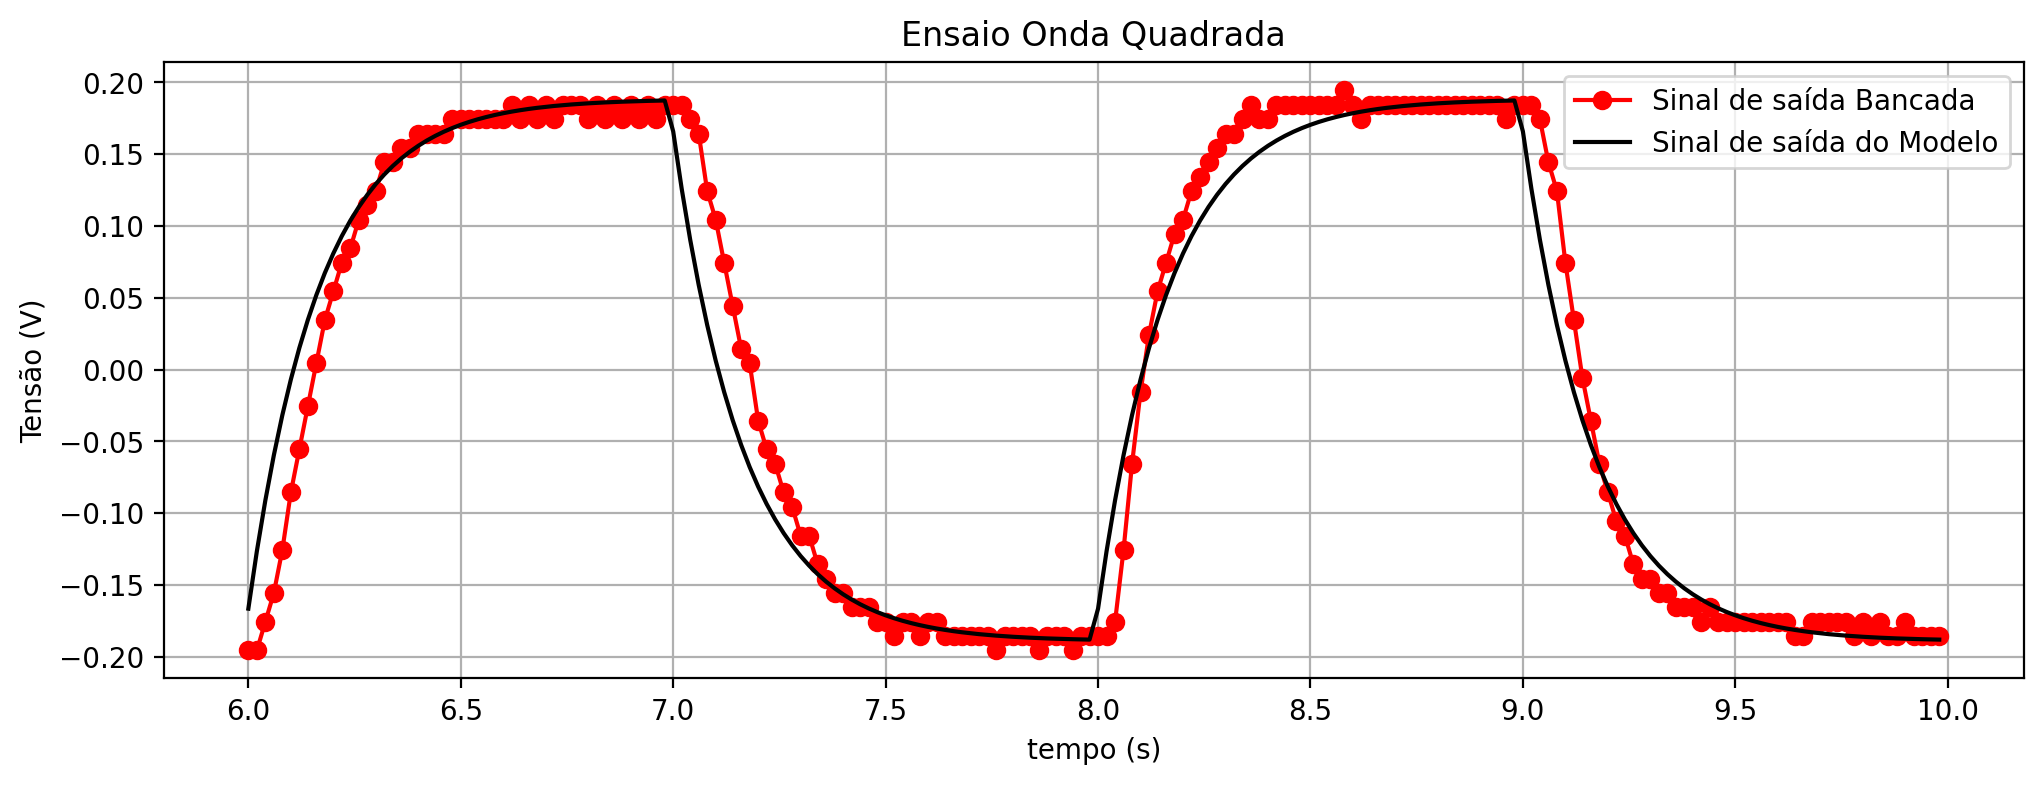 Ensaio Onda Quadrada
Sinal de saída Bancada
Sinal de saída do Modelo
0.20
0.15
0.10
0.05
0.00
−0.05
−0.10
−0.15
−0.20
Tensão (V)
6.0 6.5 7.0 7.5 8.0 8.5 9.0 9.5 10.0
tempo (s)